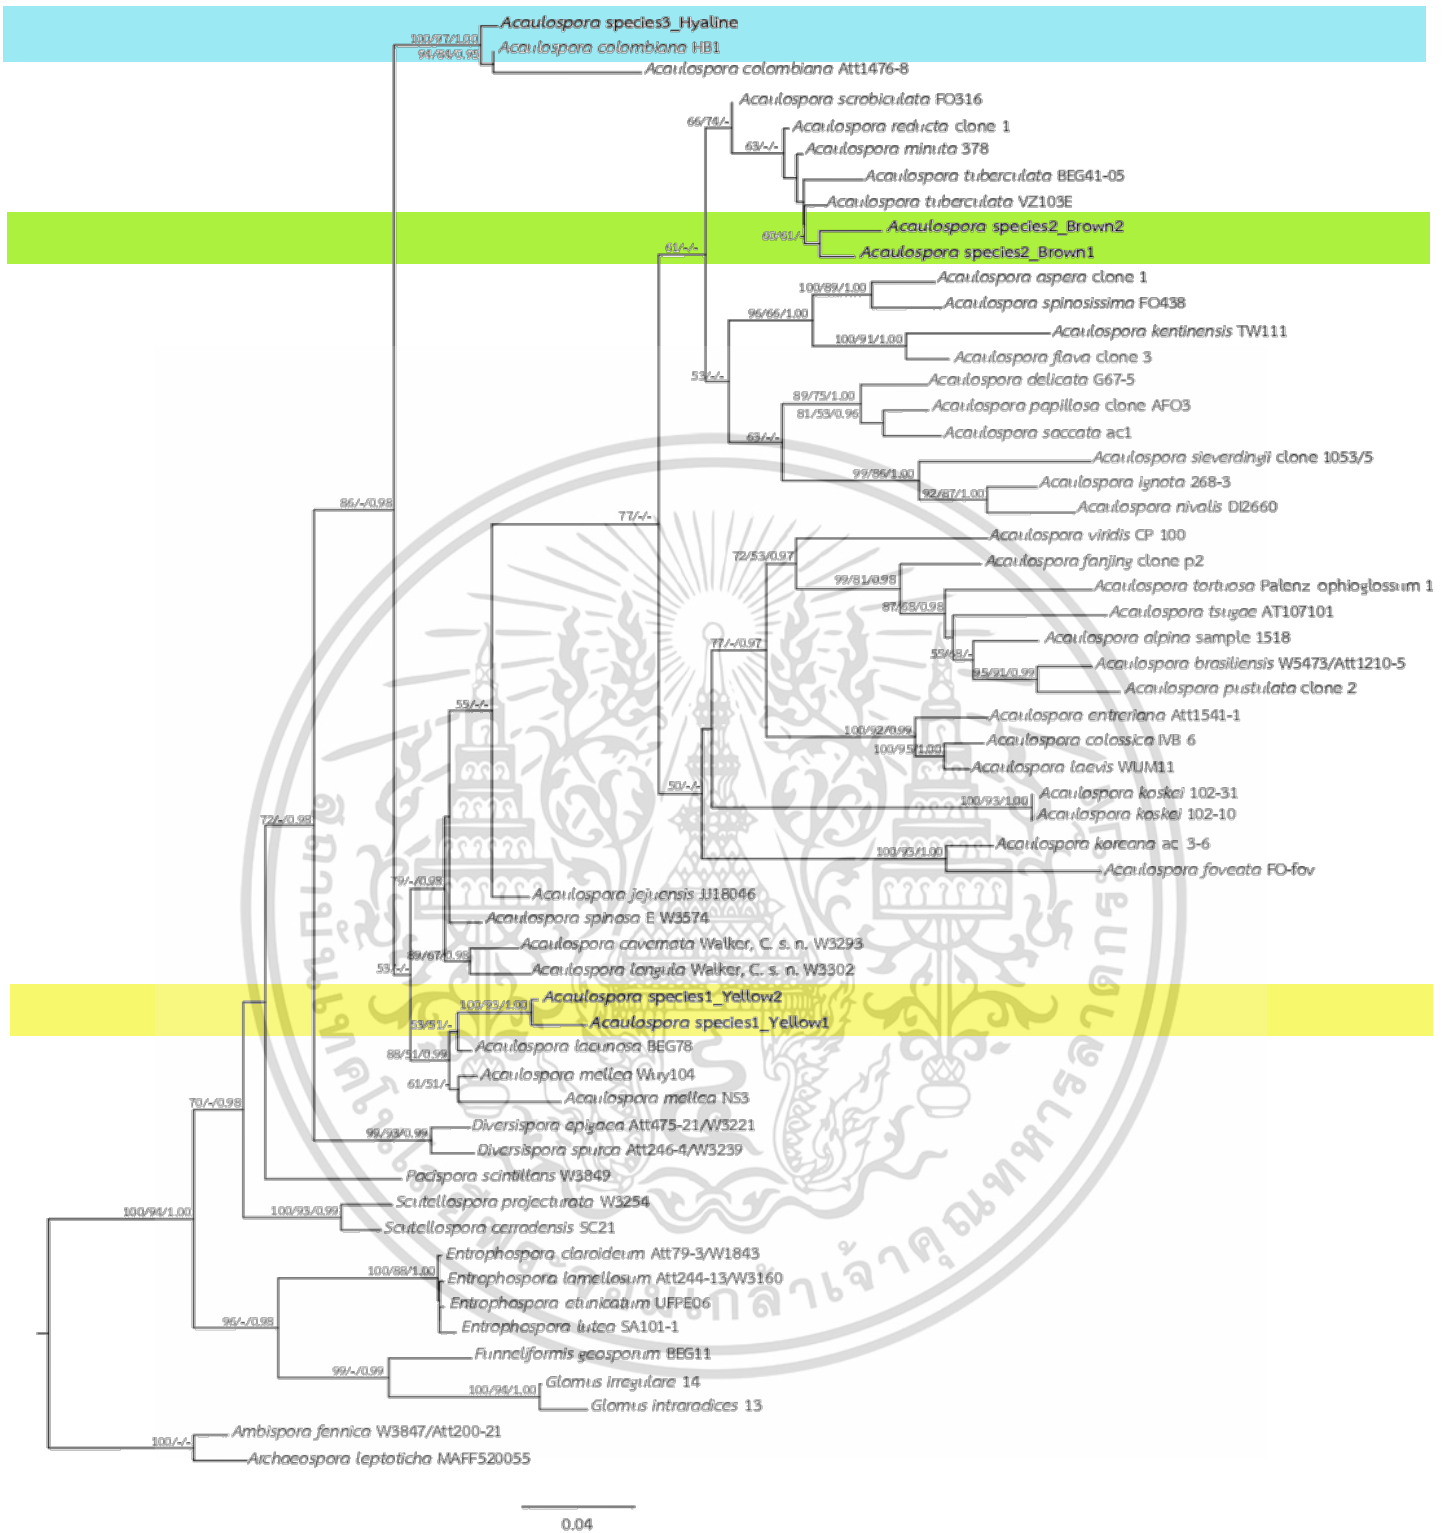 Acaulospora species3_Hyaline
100/97/1.00
Acaulospora colombiana HB1
94/84/0.98
Acaulospora colombiana Att1476-8
Acaulospora scrobiculata FO316
66/74/-
Acaulospora reducta clone 1
63/-/-
Acaulospora minuta 378
Acaulospora tuberculata BEG41-05
Acaulospora tuberculata VZ103E
Acaulospora species2_Brown2
63/61/-
61/-/-
Acaulospora species2_Brown1
Acaulospora aspera clone 1
100/89/1.00
Acaulospora spinosissima FO438
96/66/1.00
Acaulospora kentinensis TW111
100/91/1.00
Acaulospora flava clone 3
53/-/-
Acaulospora delicata G67-5
89/75/1.00
Acaulospora papillosa clone AFO3
81/53/0.96
Acaulospora saccata ac1
63/-/-
Acaulospora sieverdingii clone 1053/5
99/86/1.00
Acaulospora ignota 268-3
92/87/1.00
86/-/0.98
Acaulospora nivalis DI2660
77/-/-
Acaulospora viridis CP 100
72/53/0.97
Acaulospora fanjing clone p2
99/81/0.98
Acaulospora tortuosa Palenz ophioglossum 1
87/68/0.98
Acaulospora tsugae AT107101
Acaulospora alpina sample 1518
77/-/0.97
55/68/-
Acaulospora brasiliensis W5473/Att1210-5
95/91/0.99
Acaulospora pustulata clone 2
55/-/-
Acaulospora entreriana Att1541-1
100/92/0.99
Acaulospora colossica IVB 6
100/95/1.00
Acaulospora laevis WUM11
50/-/-
Acaulospora koskei 102-31
100/93/1.00
Acaulospora koskei 102-10
72/-/0.98
Acaulospora koreana ac 3-6
100/93/1.00
Acaulospora foveata FO-fov
79/-/0.98
Acaulospora jejuensis JJ18046
Acaulospora spinosa E W3574
Acaulospora cavernata Walker, C. s. n. W3293
89/67/0.98
Acaulospora longula Walker, C. s. n. W3302
53/-/-
Acaulospora species1_Yellow2
100/93/1.00
Acaulospora species1_Yellow1
53/51/-
Acaulospora lacunosa BEG78
88/51/0.99
Acaulospora mellea Wuy104
61/51/-
Acaulospora mellea NS3
70/-/0.98
Diversispora epigaea Att475-21/W3221
99/93/0.99
Diversispora spurca Att246-4/W3239
Pacispora scintillans W3849
Scutellospora projecturata W3254
100/94/1.00
100/93/0.99
Scutellospora cerradensis SC21
Entrophospora claroideum Att79-3/W1843
100/88/1.00
Entrophospora lamellosum Att244-13/W3160
Entrophospora etunicatum UFPE06
96/-/0.98
Entrophospora lutea SA101-1
Funneliformis geosporum BEG11
99/-/0.99
Glomus irregulare 14
100/94/1.00
Glomus intraradices 13
Ambispora fennica W3847/Att200-21
100/-/-
Archaeospora leptoticha MAFF520055
0.04